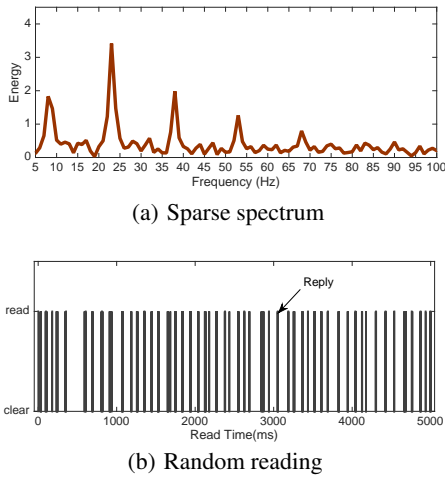 4
3
2
1
0
Energy
5 10 15 20 25 30 35 40 45 50 55 60 65 70 75 80 85 90 95 100
Frequency (Hz)
(a) Sparse spectrum
Reply
read
clear
0 1000 2000 3000 4000 5000
Read Time(ms)
(b) Random reading